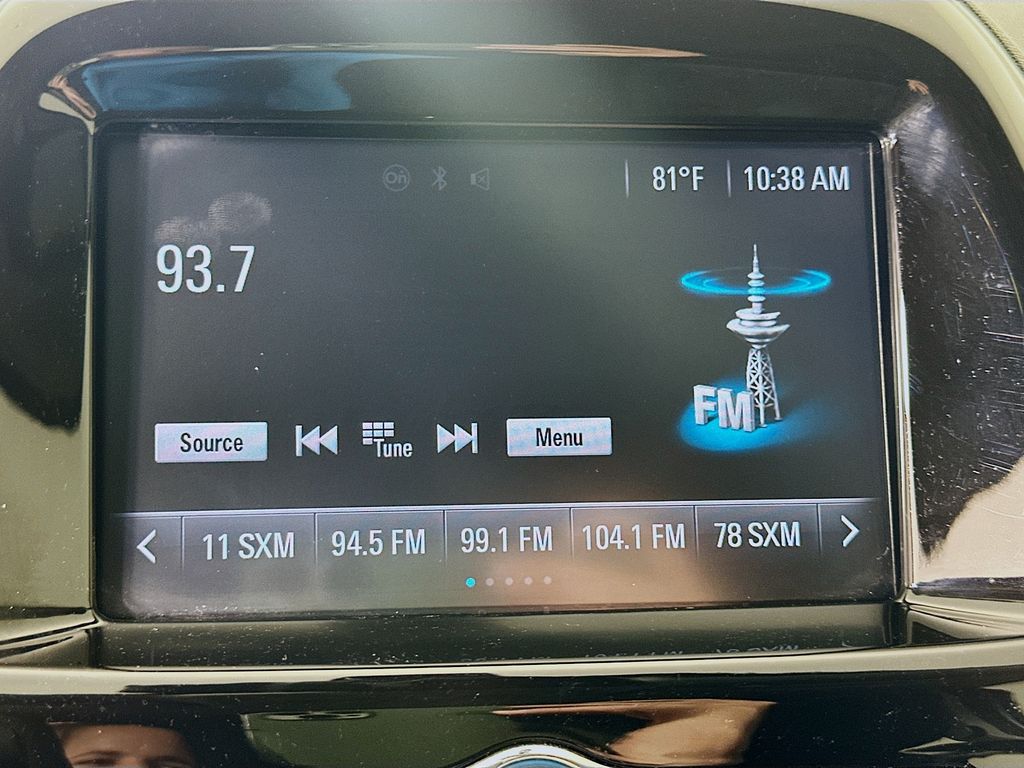 On 81°F 10:38 AM
93.7
FM
Source Tune Menu
11 SXM 94.5 FM 99.1 FM 104.1 FM 78 SXM